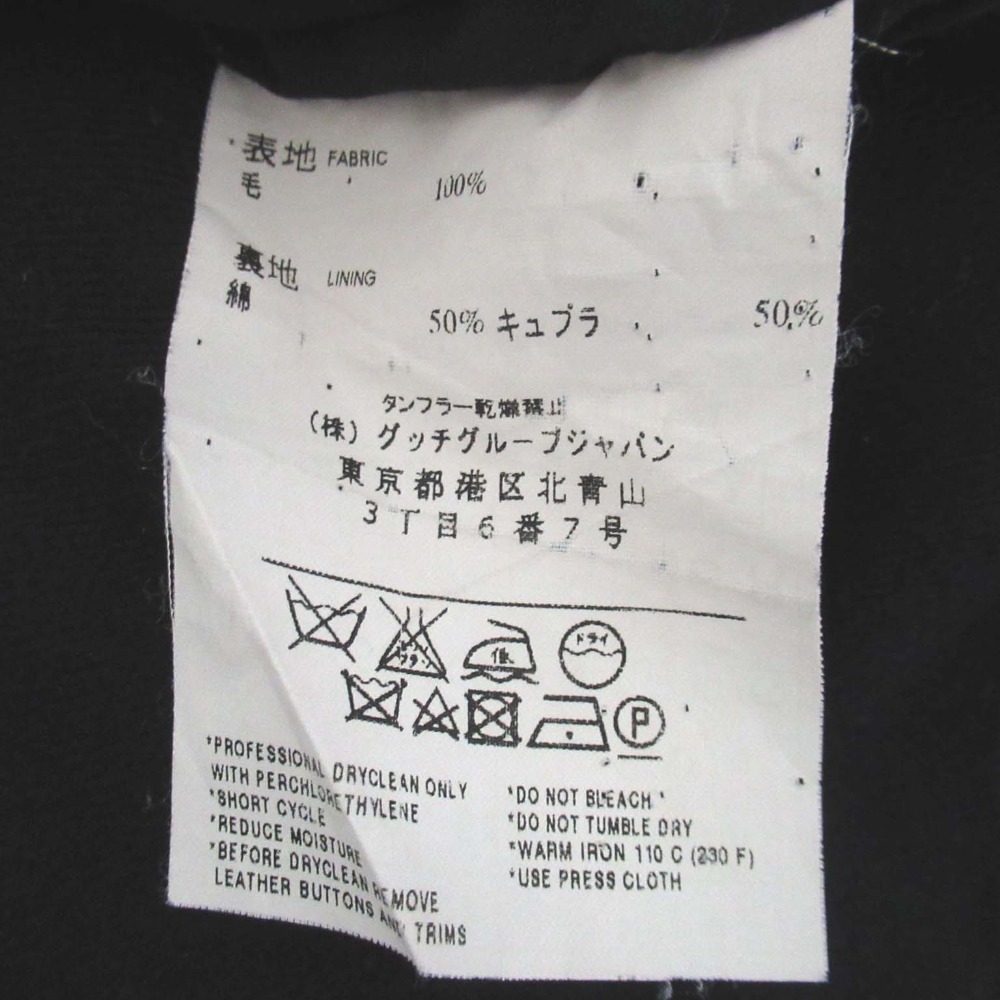 表地 FABRIC
毛 100%
裏地 LINING
綿 50% キュプラ 50%
タンブラー乾燥禁止
(株) グッチグループジャパン
東京都港区北青山
3丁目6番7号
低 ドライ
P
*PROFESSIONAL DRYCLEAN ONLY
WITH PERCHLORETHYLENE
*SHORT CYCLE
*REDUCE MOISTURE
*BEFORE DRYCLEAN REMOVE
LEATHER BUTTONS AND TRIMS
*DO NOT BLEACH
*DO NOT TUMBLE DRY
*WARM IRON 110 C (230 F)
*USE PRESS CLOTH